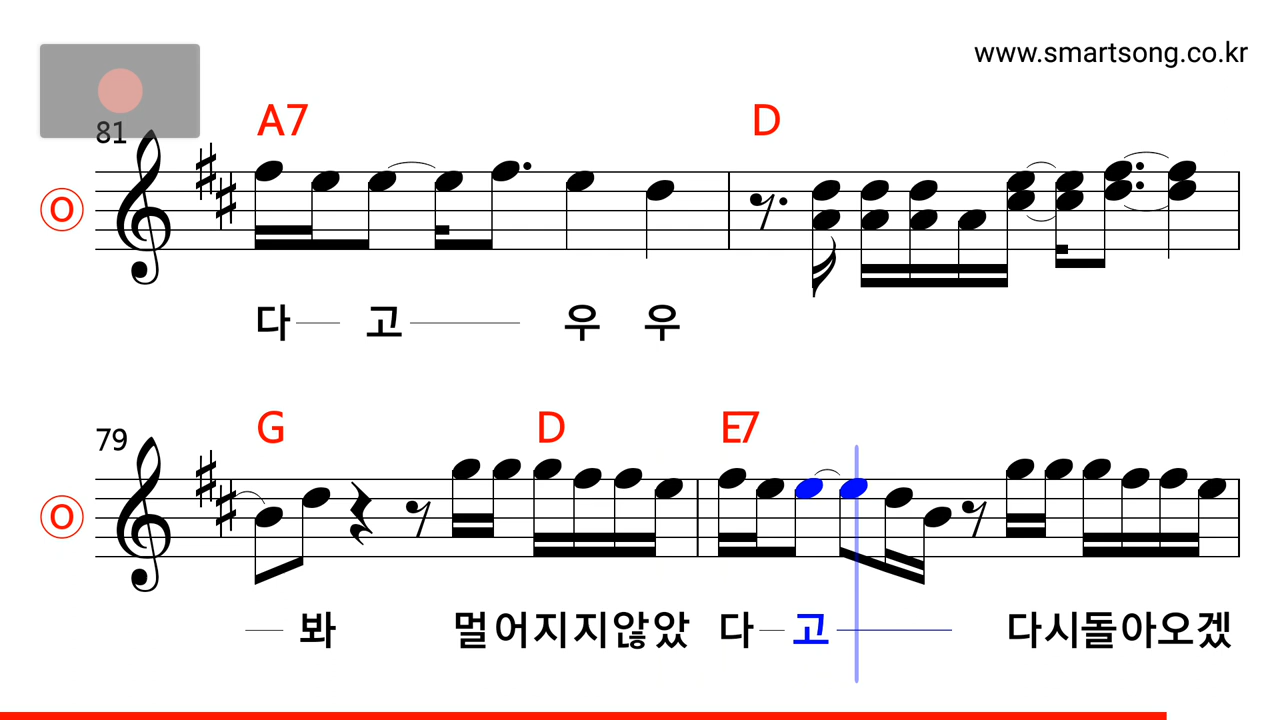 www.smartsong.co.kr
81
A7 D
O
다 고 우 우
79
G D E7
O
봐 멀어지지않았 다 고 다시돌아오겠